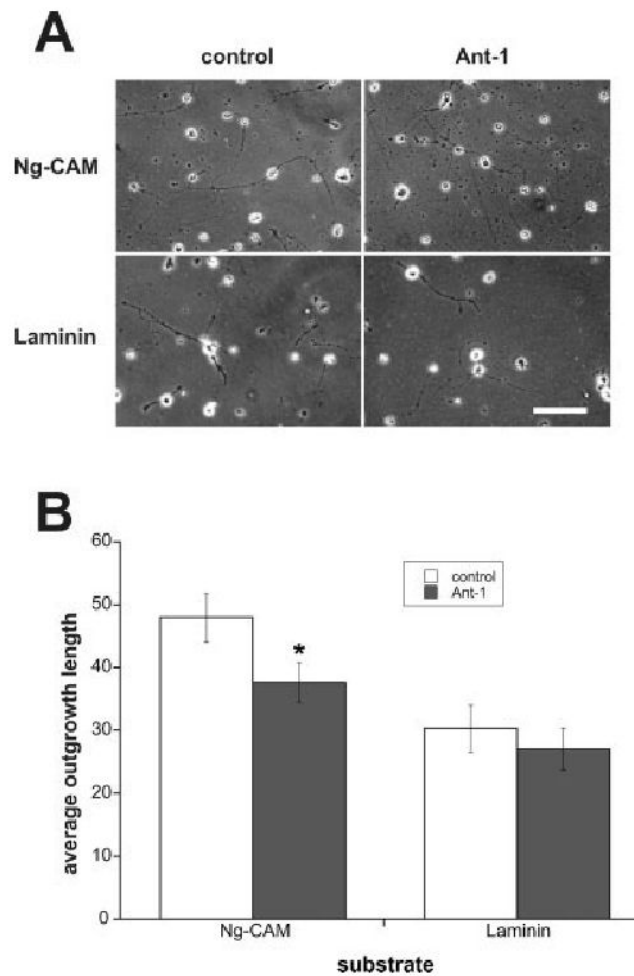 A
control Ant-1
Ng-CAM
Laminin
B
60
50
40
30
20
10
0
average outgrowth length
control
Ant-1
*
Ng-CAM Laminin
substrate